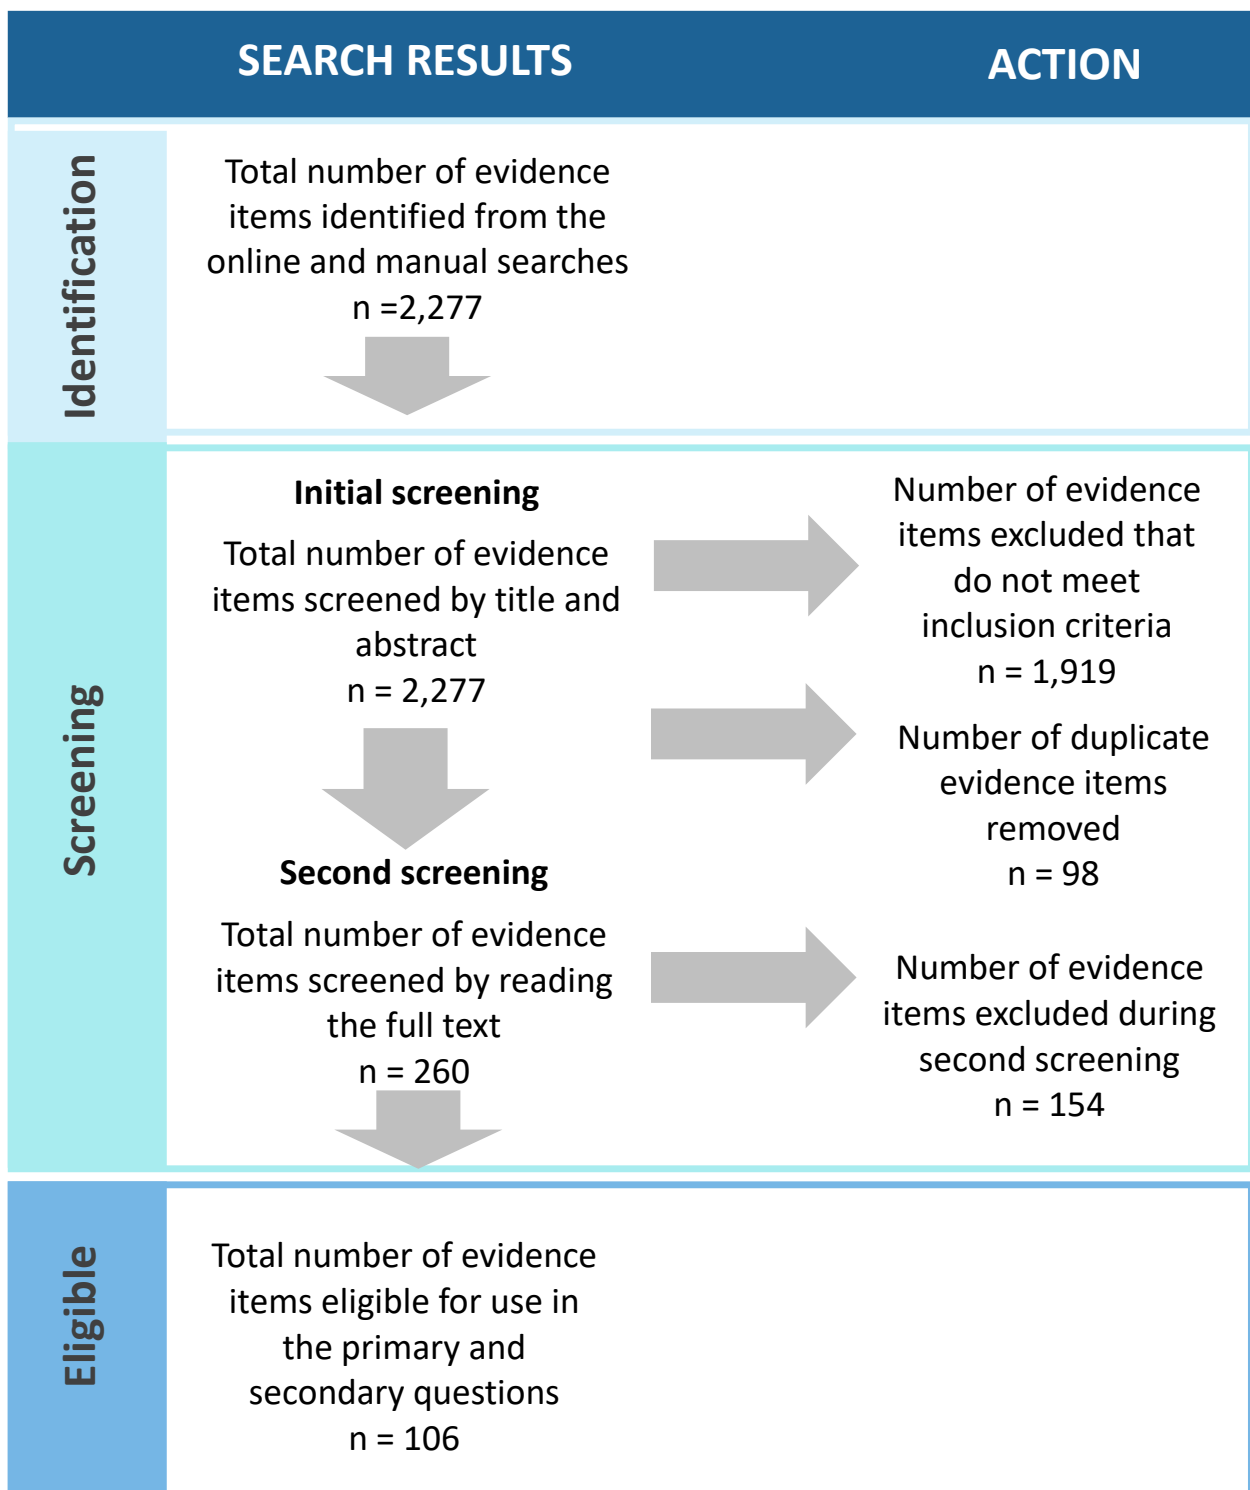 SEARCH RESULTS
ACTION
Identification
Total number of evidence
items identified from the
online and manual searches
n =2,277
Screening
Initial screening
Total number of evidence
items screened by title and
abstract
n = 2,277
Number of evidence
items excluded that
do not meet
inclusion criteria
n = 1,919
Number of duplicate
evidence items
removed
n = 98
Second screening
Total number of evidence
items screened by reading
the full text
n = 260
Number of evidence
items excluded during
second screening
n = 154
Eligible
Total number of evidence
items eligible for use in
the primary and
secondary questions
n = 106